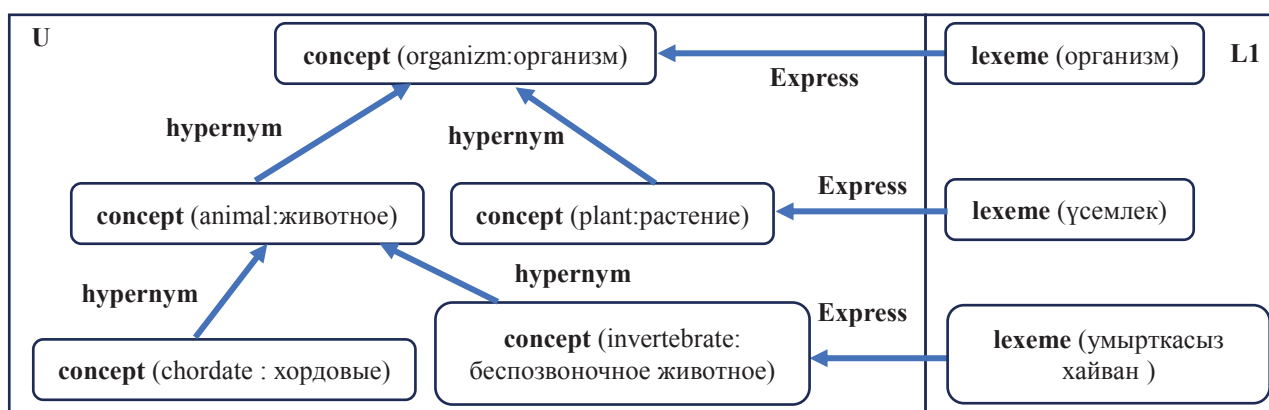 U
concept (organizm:организм)
Express
lexeme (организм)
L1
hypernym
hypernym
concept (animal:животное)
concept (plant:растение)
Express
lexeme (үсемлек)
hypernym
hypernym
concept (chordate : хордовые)
concept (invertebrate:
беспозвоночное животное)
Express
lexeme (умырткасыз
хайван )